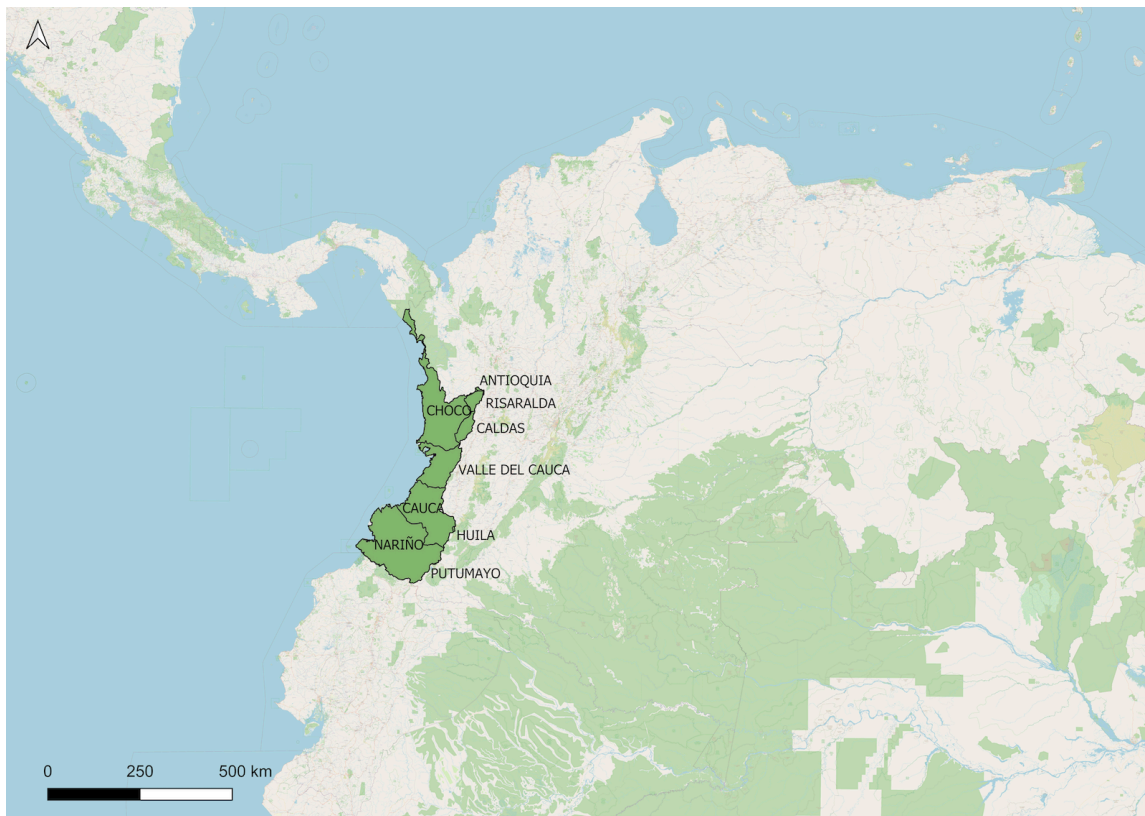 ANTIOQUIA
CHOCO
RISARALDA
CALDAS
VALLE DEL CAUCA
CAUCA
HUILA
NARIÑO
PUTUMAYO
0 250 500 km